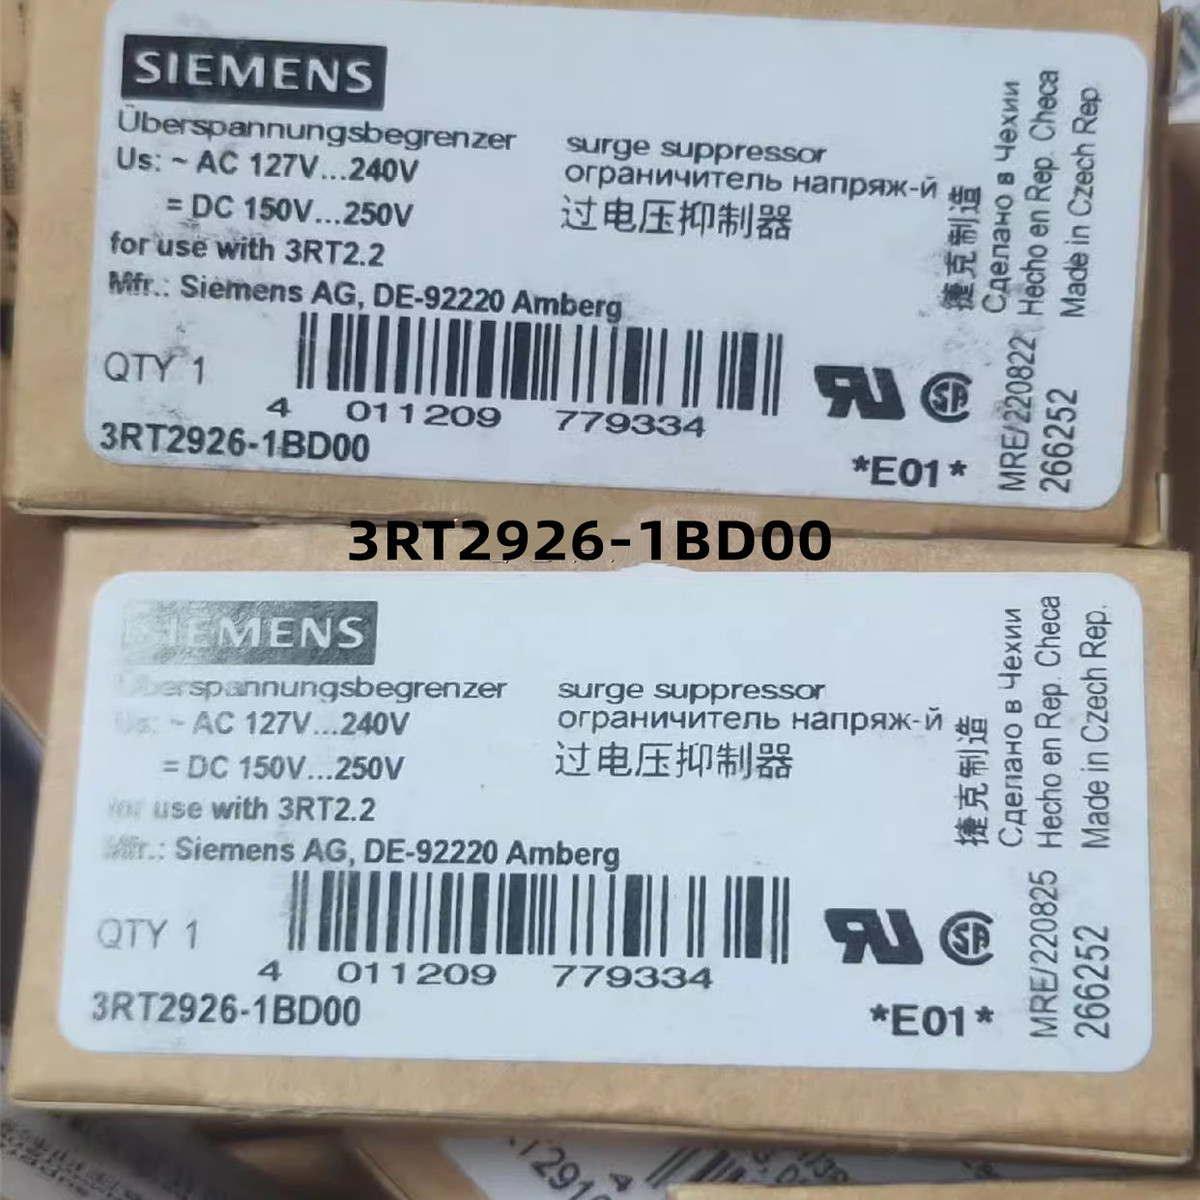 SIEMENS
Überspannungsbegrenzer
Us: ~ AC 127V...240V
= DC 150V...250V
for use with 3RT2.2
Mfr.: Siemens AG, DE-92220 Amberg
surge suppressor
ограничитель напряж-й
过电压抑制器
QTY 1
4 011209 779334
3RT2926-1BD00
*E01*
捷克制造
Сделано в Чехии
Hecho en Rep. Checa
Made in Czech Rep
MRE/220822
266252
3RT2926-1BD00
SIEMENS
Überspannungsbegrenzer
Us: ~ AC 127V...240V
= DC 150V...250V
for use with 3RT2.2
Mfr.: Siemens AG, DE-92220 Amberg
surge suppressor
ограничитель напряж-й
过电压抑制器
QTY 1
4 011209 779334
3RT2926-1BD00
*E01*
捷克制造
Сделано в Чехии
Hecho en Rep. Checa
Made in Czech Rep.
MRE/220825
266252